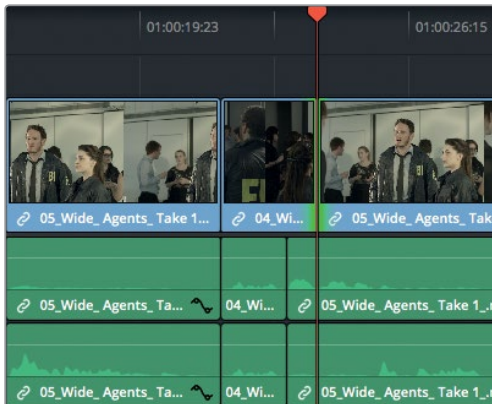 01:00:19:23 01:00:26:15
05_Wide_ Agents_ Take 1... 04_Wi... 05_Wide_ Agents_ Tak
05_Wide_ Agents_ Ta... 04_Wi... 05_Wide_ Agents_ Take 1_.
05_Wide_ Agents_ Ta... 04_Wi... 05_Wide_ Agents_ Take 1_.